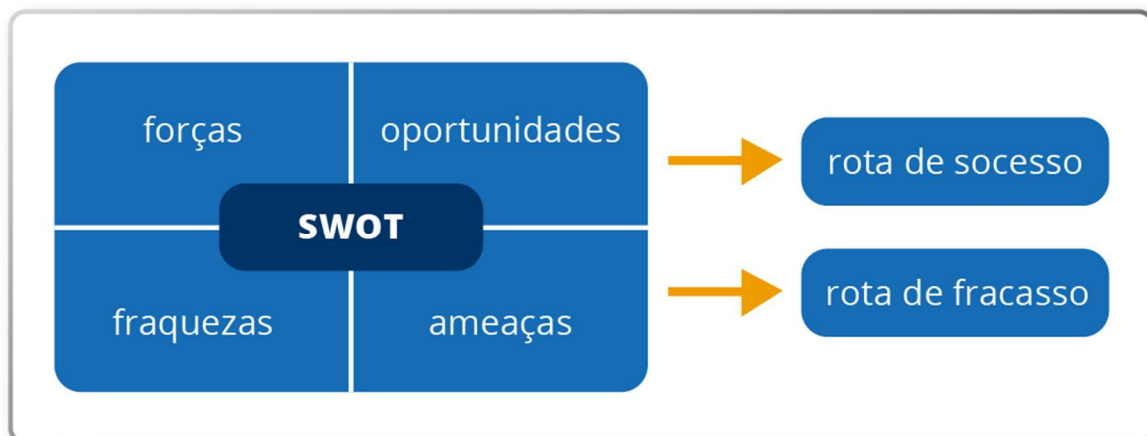 forças
oportunidades
rota de socesso
SWOT
rota de fracasso
fraquezas
ameaças